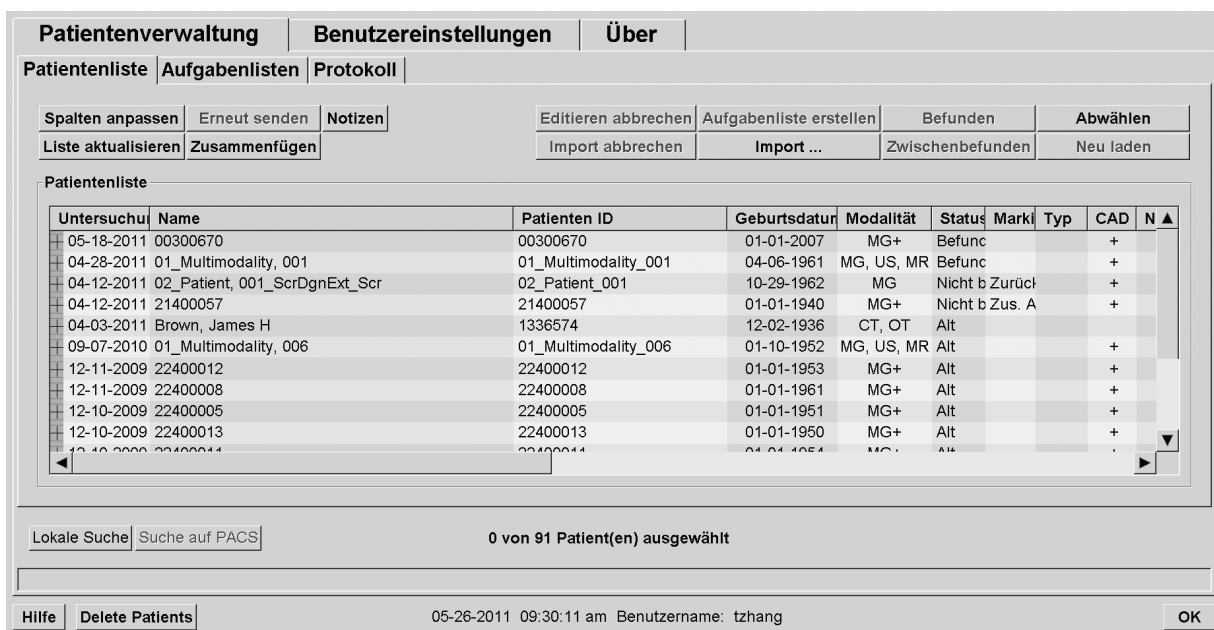 Patientenverwaltung Benutzereinstellungen Über
Patientenliste Aufgabenlisten Protokoll
Spalten anpassen Erneut senden Notizen Editieren abbrechen Aufgabenliste erstellen Befunden Abwählen
Liste aktualisieren Zusammenfügen Import abbrechen Import ... Zwischenbefunden Neu laden
Patientenliste
Untersuchu Name Patienten ID Geburtsdatum Modalität Status Marki Typ CAD N
05-18-2011 00300670 00300670 01-01-2007 MG+ Befund +
04-28-2011 01_Multimodality, 001 01_Multimodality_001 04-06-1961 MG, US, MR Befund +
04-12-2011 02_Patient, 001_ScrDgnExt_Scr 02_Patient_001 10-29-1962 MG Nicht b Zurück +
04-12-2011 21400057 21400057 01-01-1940 MG+ Nicht b Zus. A +
04-03-2011 Brown, James H 1336574 12-02-1936 CT, OT Alt
09-07-2010 01_Multimodality, 006 01_Multimodality_006 01-10-1952 MG, US, MR Alt +
12-11-2009 22400012 22400012 01-01-1953 MG+ Alt +
12-11-2009 22400008 22400008 01-01-1961 MG+ Alt +
12-10-2009 22400005 22400005 01-01-1951 MG+ Alt +
12-10-2009 22400013 22400013 01-01-1950 MG+ Alt +
Lokale Suche Suche auf PACS 0 von 91 Patient(en) ausgewählt
Hilfe Delete Patients 05-26-2011 09:30:11 am Benutzername: tzhang OK